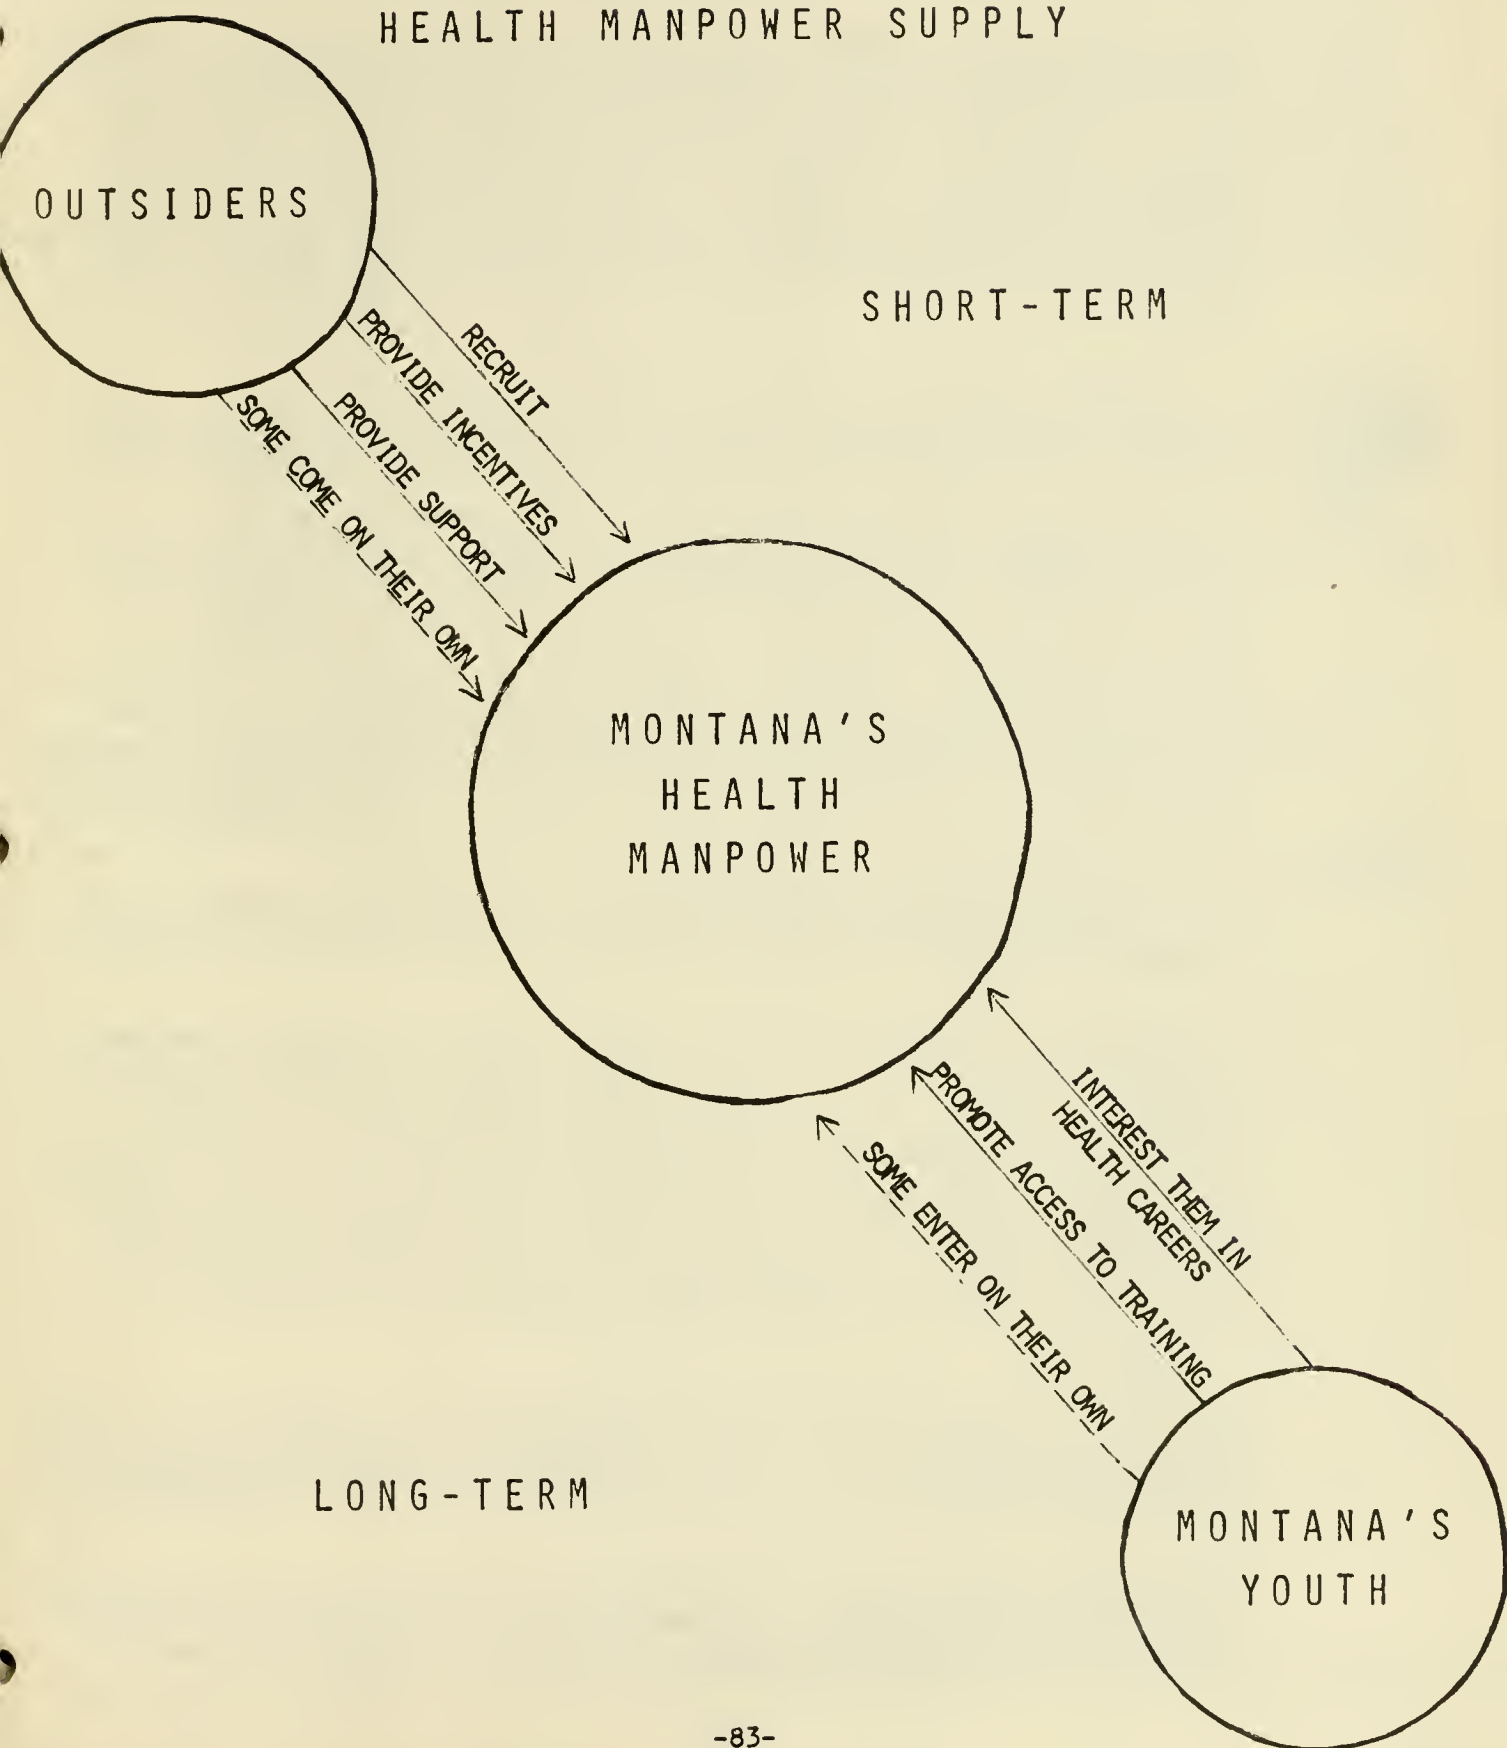 HEALTH MANPOWER SUPPLY
OUTSIDERS
SHORT-TERM
RECRUIT
PROVIDE INCENTIVES
PROVIDE SUPPORT
SOME COME ON THEIR OWN
MONTANA'S
HEALTH
MANPOWER
INTEREST THEM IN
HEALTH CAREERS
PROMOTE ACCESS TO TRAINING
SOME ENTER ON THEIR OWN
LONG-TERM
MONTANA'S
YOUTH
-83-